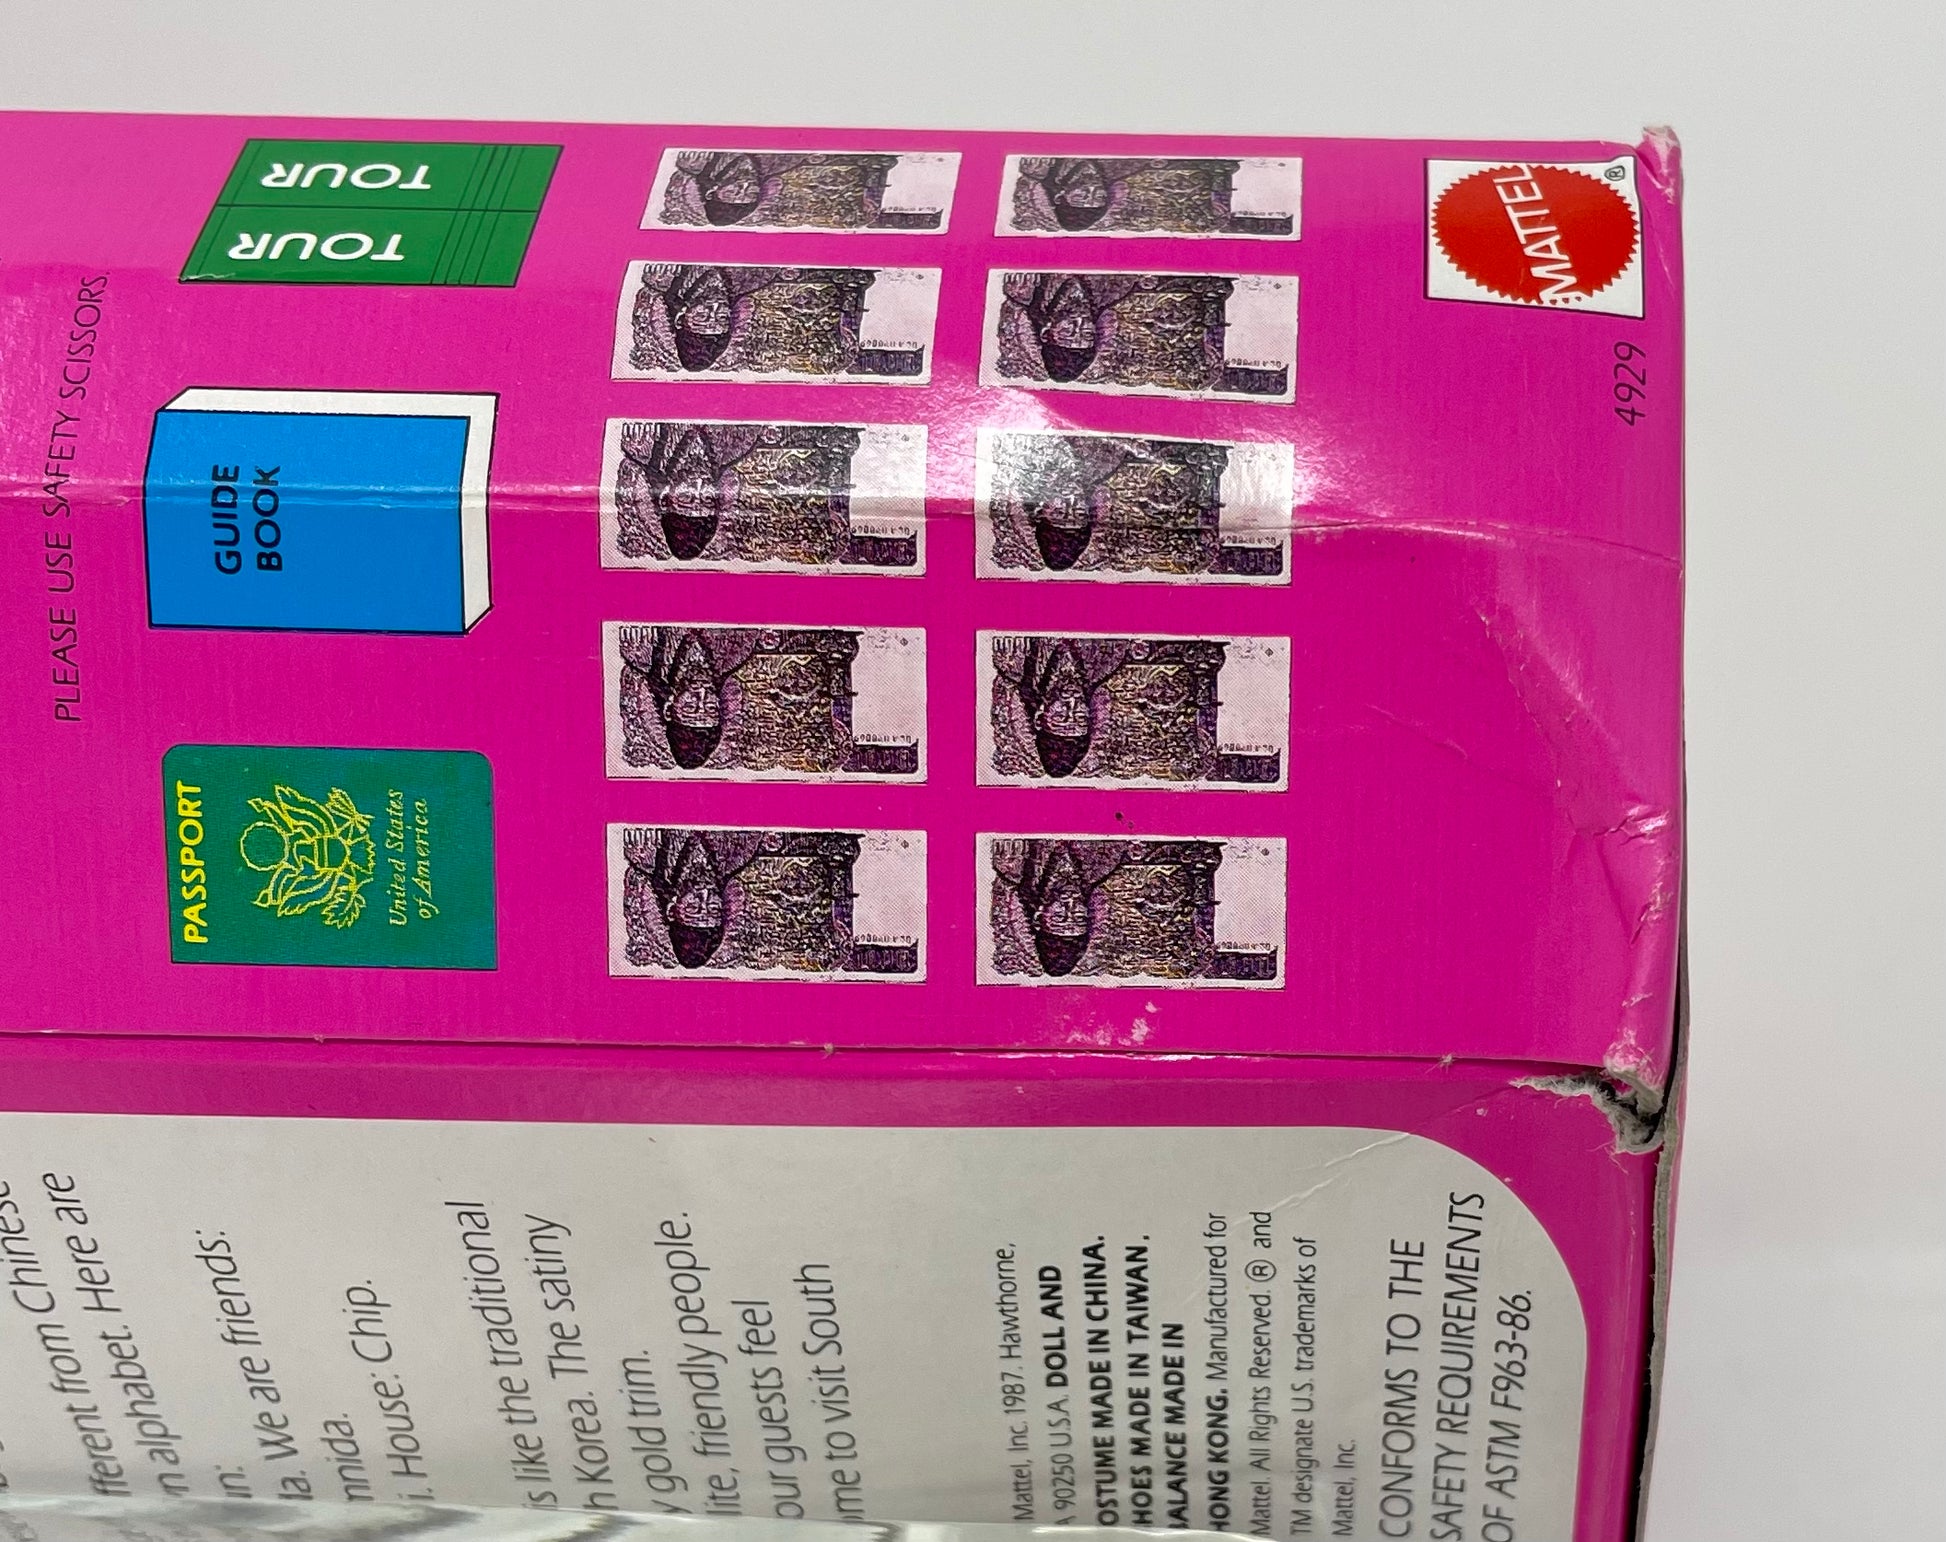 PLEASE USE SAFETY SCISSORS.
TOUR
TOUR
GUIDE
BOOK
PASSPORT
United States
of America
MATTEL
®
4929
from Chinese
fferent from Chinese
alphabet. Here are
We are friends:
House: Chip.
is like the traditional
Korea. The satiny
gold trim.
friendly people.
our guests feel
to visit South
Mattel, Inc. 1987. Hawthorne,
90250 U.S.A. DOLL AND
OSTUME MADE IN CHINA.
HOES MADE IN TAIWAN.
ALANCE MADE IN
HONG KONG. Manufactured for
Mattel. All Rights Reserved. ® and
TM designate U.S. trademarks of
Mattel, Inc.
CONFORMS TO THE
SAFETY REQUIREMENTS
OF ASTM F963-86.